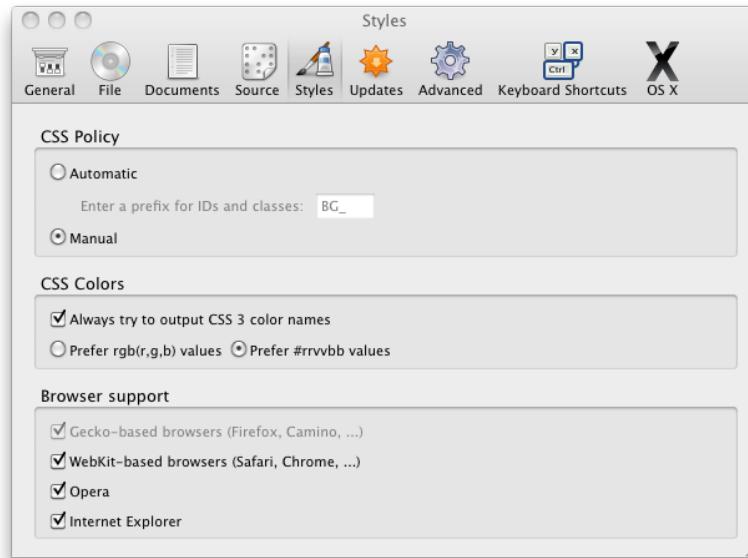 Styles
General File Documents Source Styles Updates Advanced Keyboard Shortcuts OS X
y x
Ctrl
CSS Policy
Automatic
Enter a prefix for IDs and classes: BG_
Manual
CSS Colors
Always try to output CSS 3 color names
Prefer rgb(r,g,b) values Prefer #rrvvbb values
Browser support
Gecko-based browsers (Firefox, Camino, ...)
WebKit-based browsers (Safari, Chrome, ...)
Opera
Internet Explorer